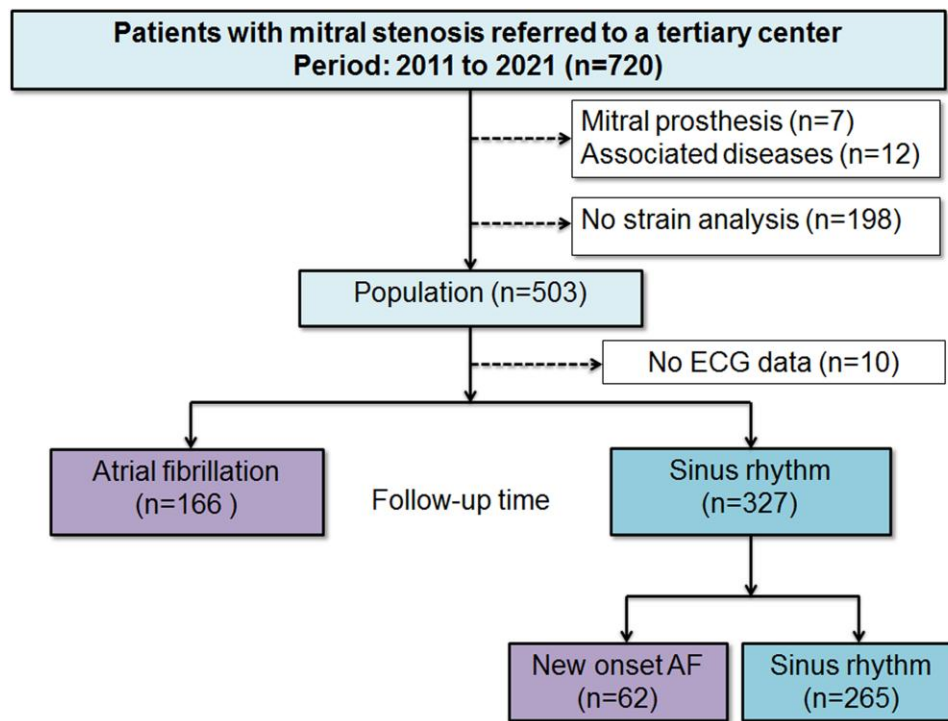 Patients with mitral stenosis referred to a tertiary center
Period: 2011 to 2021 (n=720)
Mitral prosthesis (n=7)
Associated diseases (n=12)
No strain analysis (n=198)
Population (n=503)
No ECG data (n=10)
Atrial fibrillation
(n=166 )
Follow-up time
Sinus rhythm
(n=327)
New onset AF
(n=62)
Sinus rhythm
(n=265)